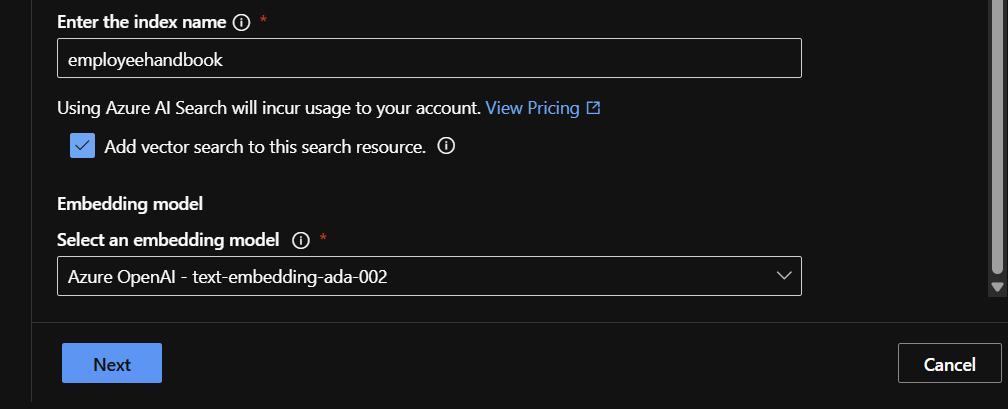 Enter the index name *
employeehandbook
Using Azure AI Search will incur usage to your account. View Pricing
Add vector search to this search resource.
Embedding model
Select an embedding model *
Azure OpenAI - text-embedding-ada-002
Next
Cancel